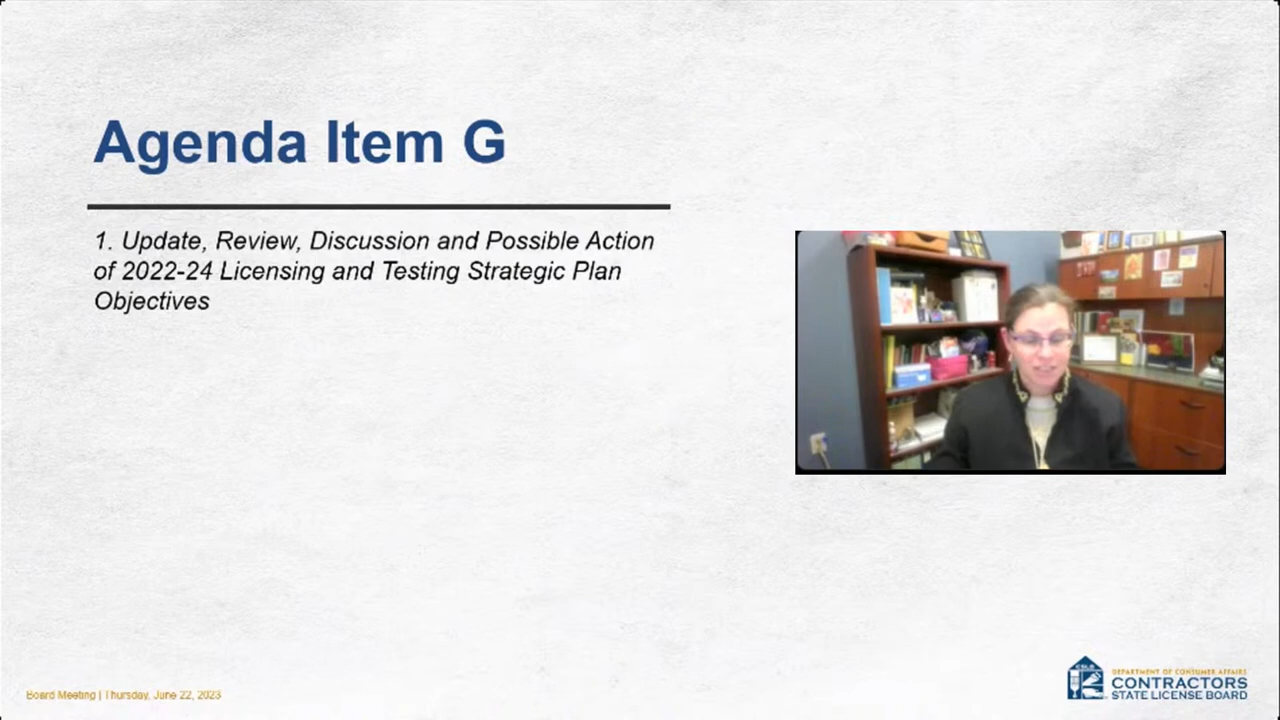 Agenda Item G
1. Update, Review, Discussion and Possible Action
of 2022-24 Licensing and Testing Strategic Plan
Objectives
Board Meeting | Thursday, June 22, 2023
CSLB
DEPARTMENT OF CONSUMER AFFAIRS
CONTRACTORS
STATE LICENSE BOARD